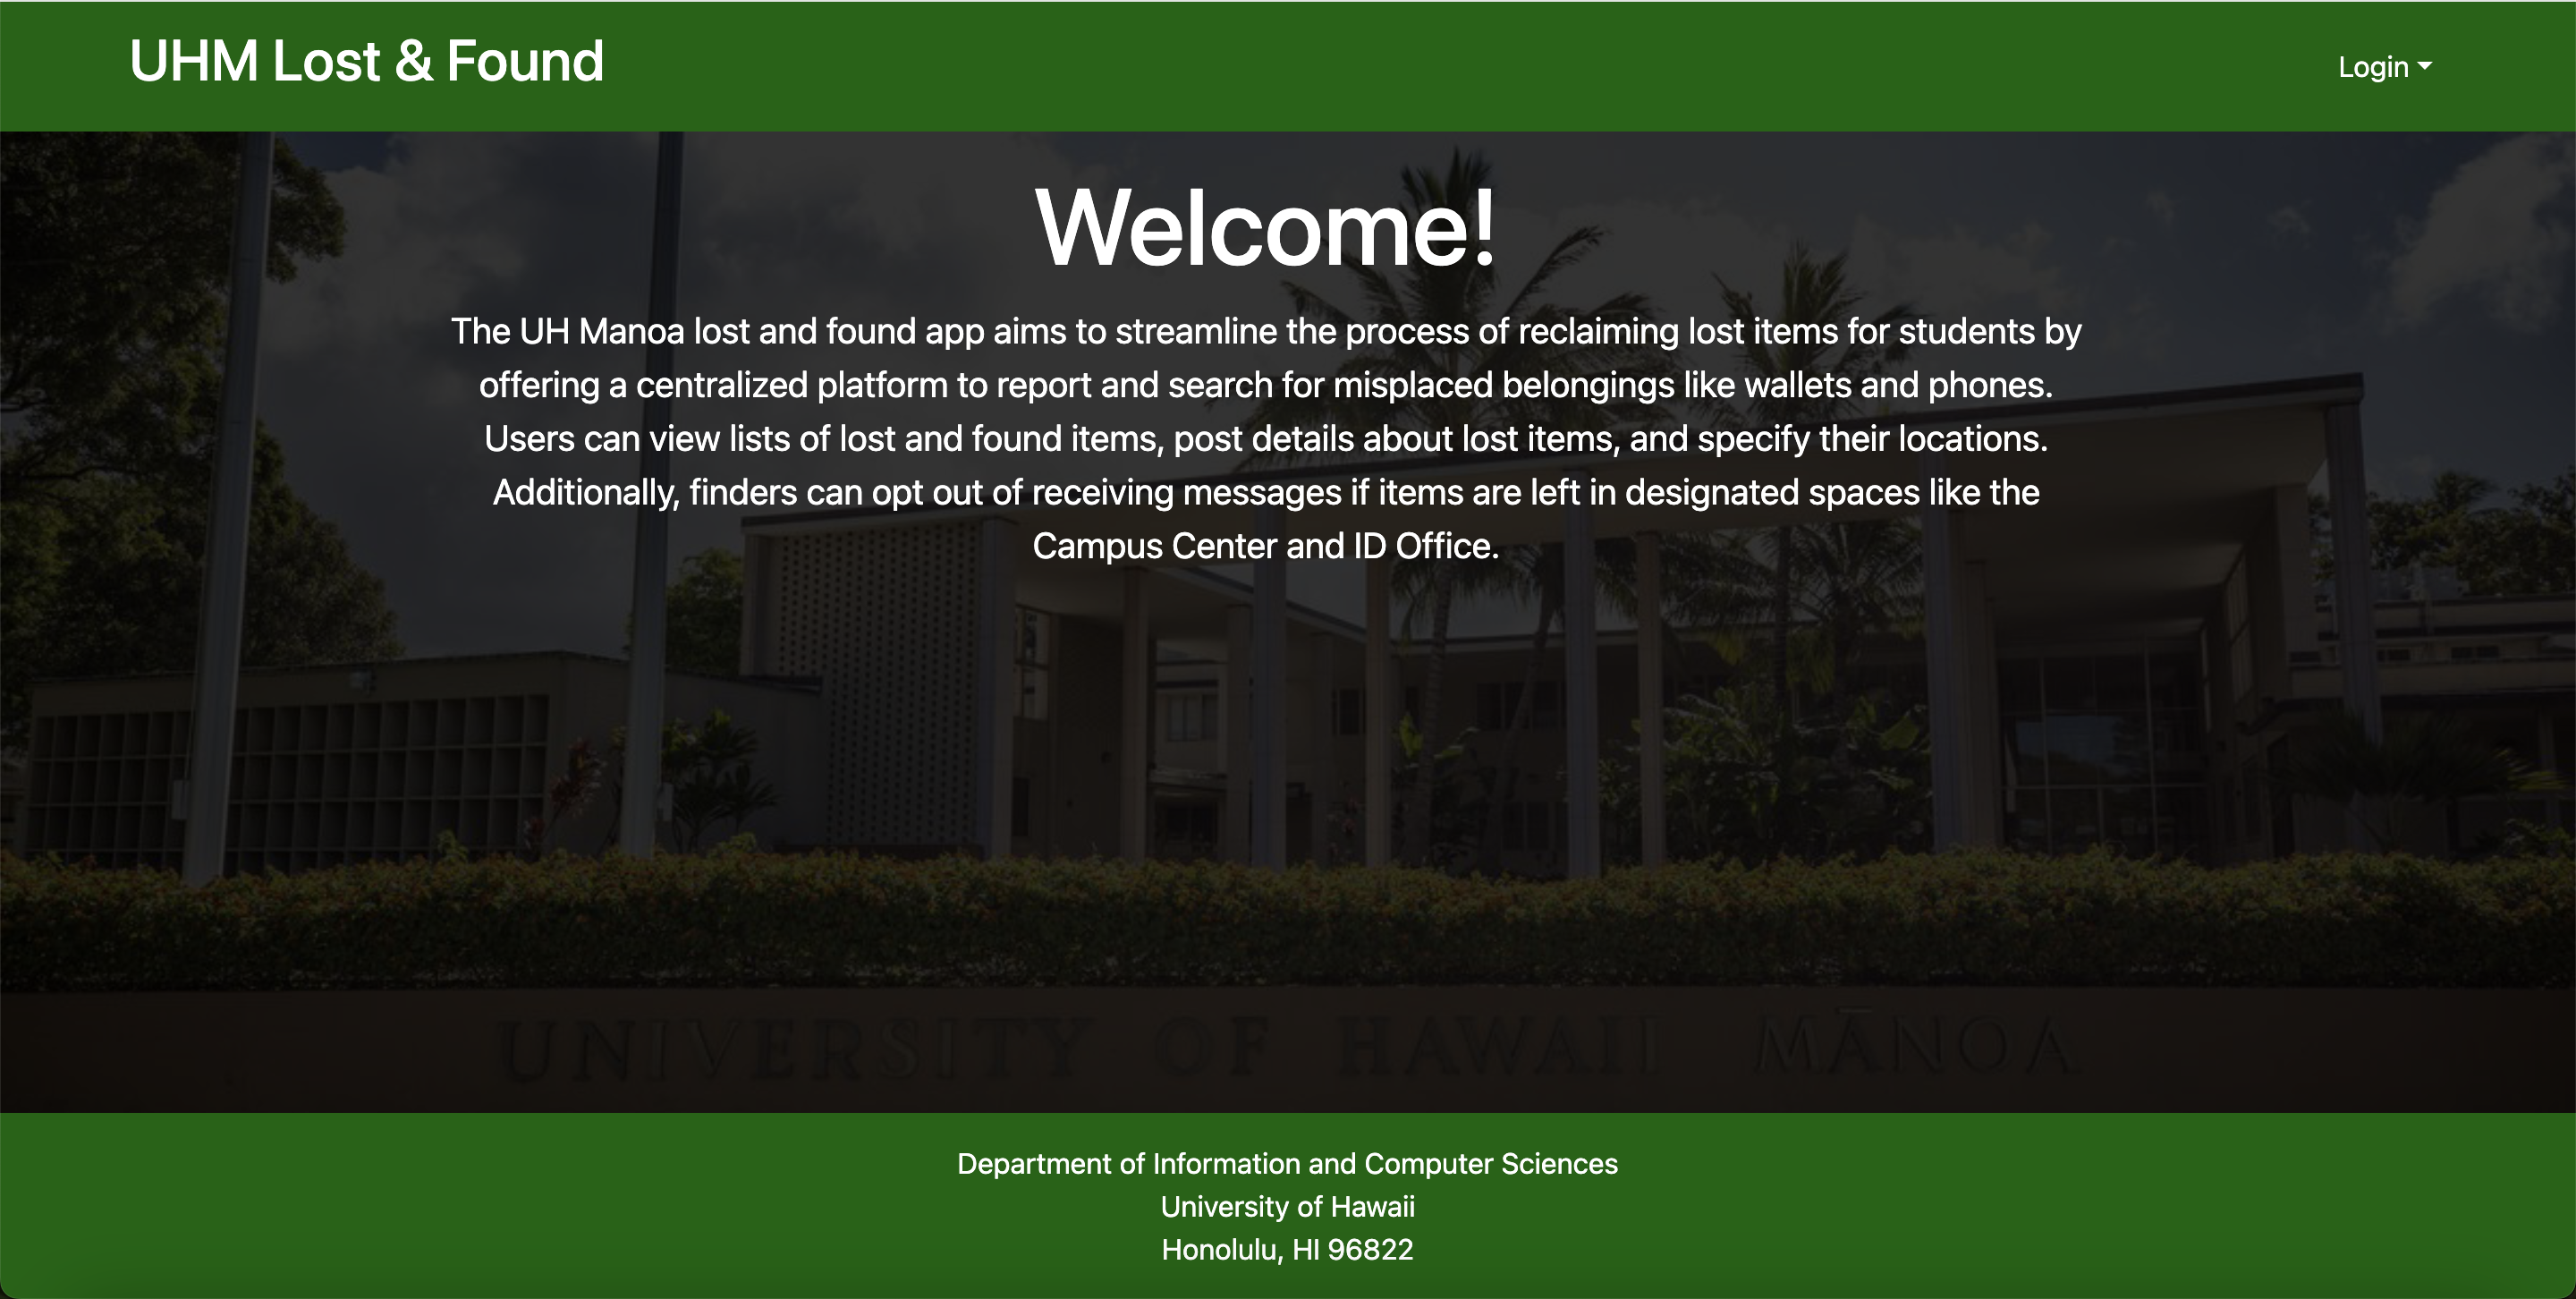 UHM Lost & Found
Login
Welcome!
The UH Manoa lost and found app aims to streamline the process of reclaiming lost items for students by
offering a centralized platform to report and search for misplaced belongings like wallets and phones.
Users can view lists of lost and found items, post details about lost items, and specify their locations.
Additionally, finders can opt out of receiving messages if items are left in designated spaces like the
Campus Center and ID Office.
UNIVERSITY OF HAWAI'I MĀNOA
Department of Information and Computer Sciences
University of Hawaii
Honolulu, HI 96822